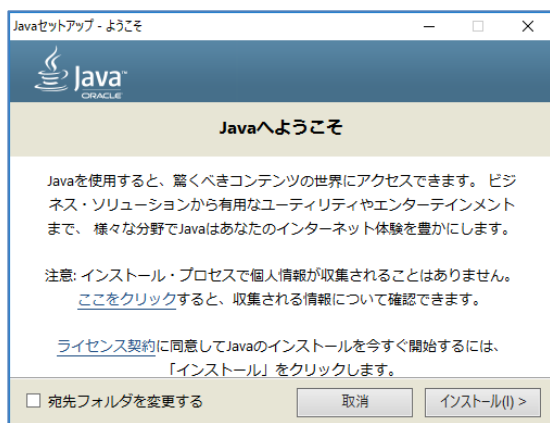 Javaセットアップ - ようこそ
Java™
ORACLE
Javaへようこそ
Javaを使用すると、驚くべきコンテンツの世界にアクセスできます。 ビジ
ネス・ソリューションから有用なユーティリティやエンターテインメント
まで、 様々な分野でJavaはあなたのインターネット体験を豊かにします。
注意: インストール・プロセスで個人情報が収集されることはありません。
ここをクリックすると、収集される情報について確認できます。
ライセンス契約に同意してJavaのインストールを今すぐ開始するには、
「インストール」をクリックします。
宛先フォルダを変更する
取消
インストール(I) >